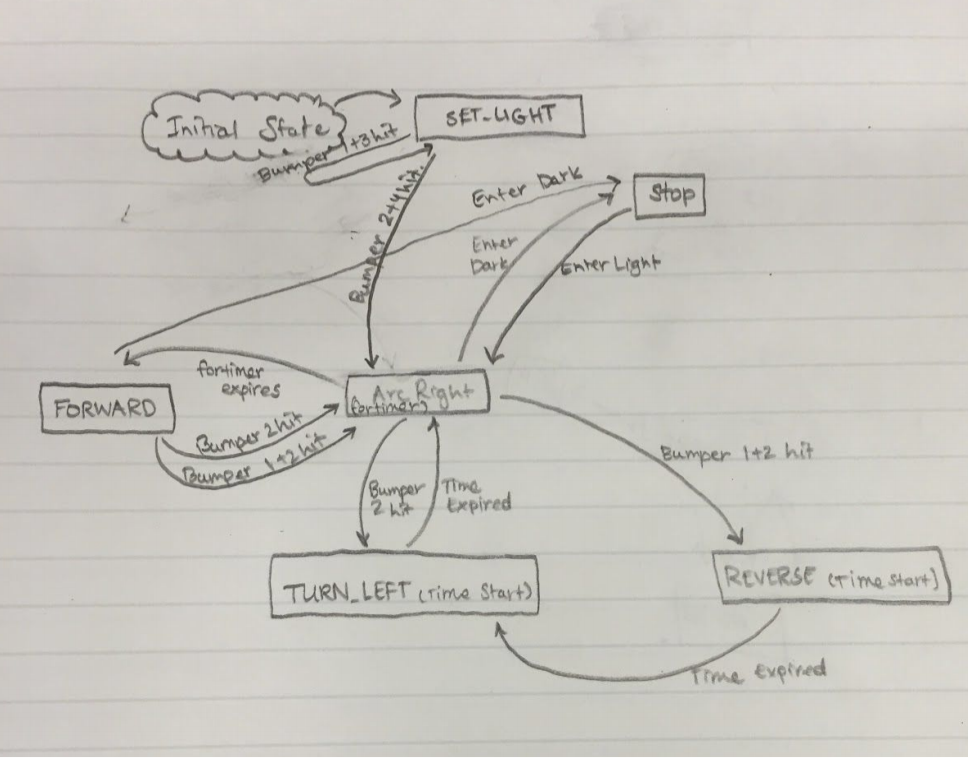 Initial State
SET-LIGHT
Bumper 1+3 hit
Bumper 2+4 hit
Enter Dark
Stop
Enter
Dark
Enter Light
fortimer
expires
Arc Right
(fortimer)
FORWARD
Bumper 2 hit
Bumper 1+2 hit
Bumper 1+2 hit
Bumper
2 hit
Time
Expired
TURN_LEFT (Time Start)
REVERSE (Time Start)
Time Expired